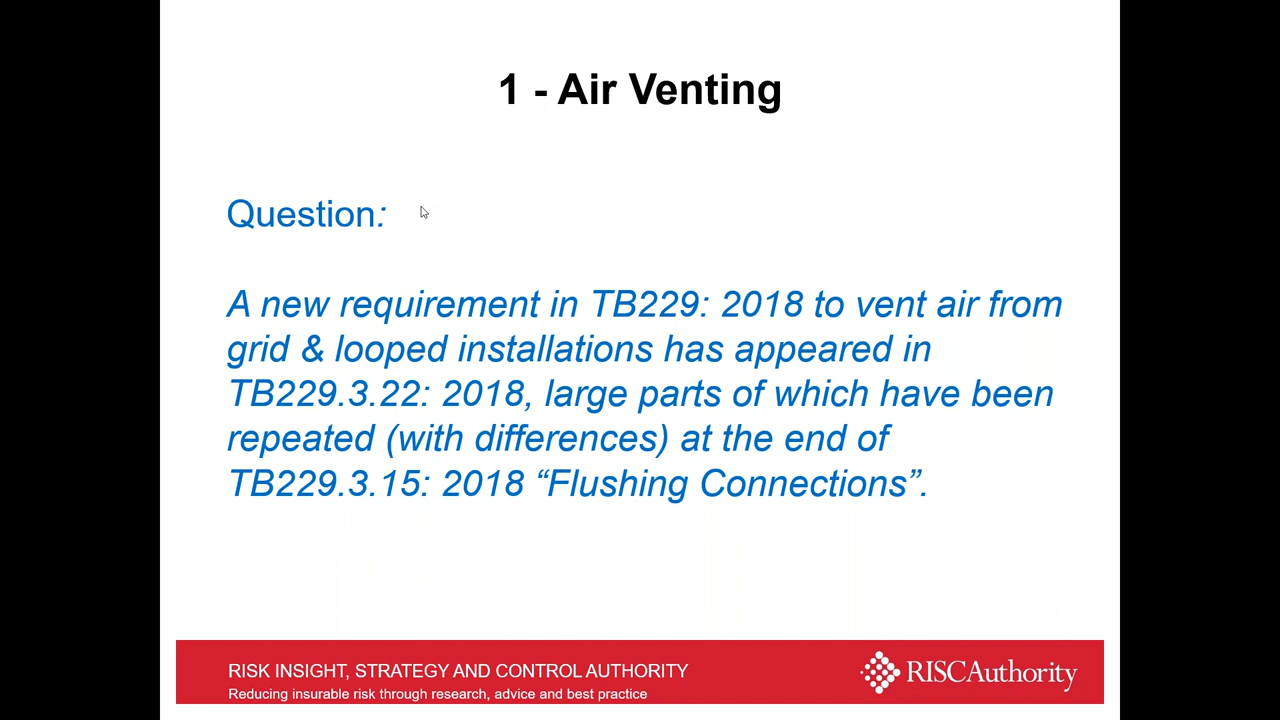 1 - Air Venting
Question:
A new requirement in TB229: 2018 to vent air from
grid & looped installations has appeared in
TB229.3.22: 2018, large parts of which have been
repeated (with differences) at the end of
TB229.3.15: 2018 “Flushing Connections”.
RISK INSIGHT, STRATEGY AND CONTROL AUTHORITY
Reducing insurable risk through research, advice and best practice
RISCAuthority